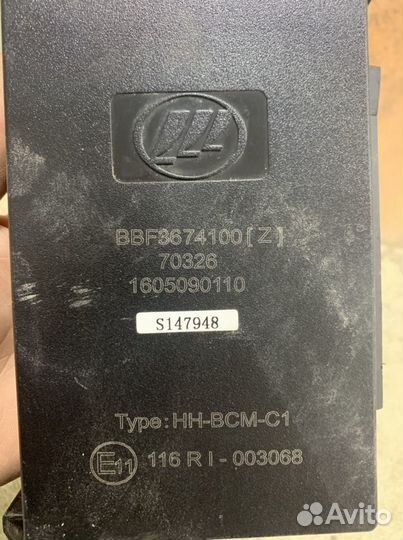 BBF3674100[Z]
70326
1605090110
S147948
Type: HH-BCM-C1
E11 116 R I - 003068
Avito